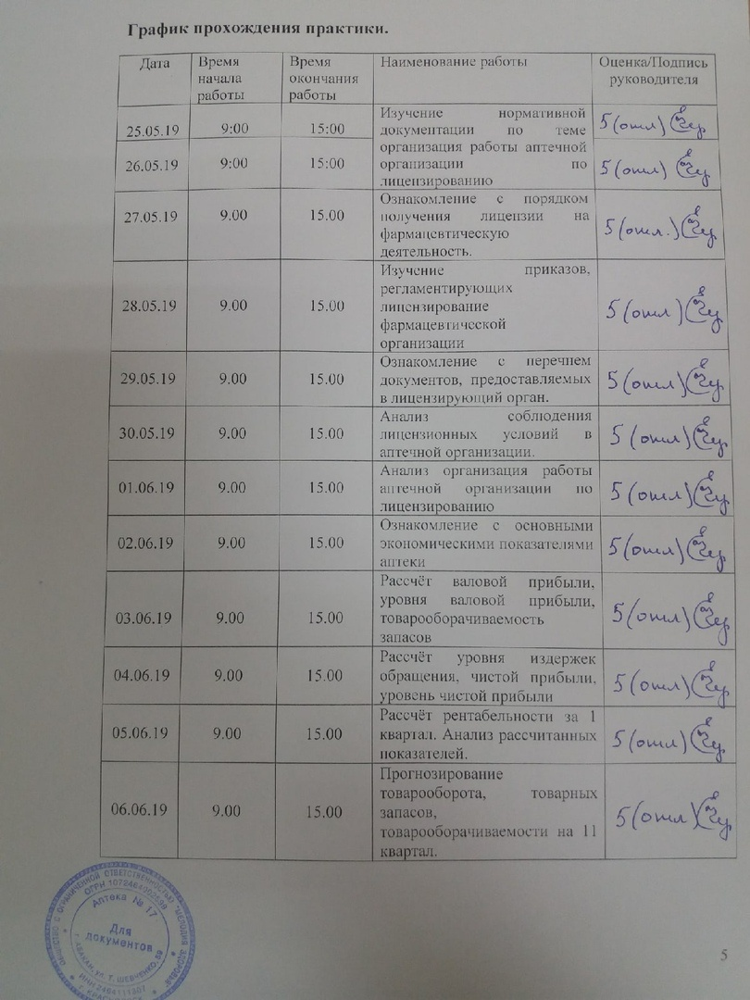 График прохождения практики.
Дата Время начала работы Время окончания работы Наименование работы Оценка/Подпись руководителя
25.05.19 9:00 15:00 Изучение нормативной
документации по теме
организация работы аптечной
26.05.19 9:00 15:00 организации по
лицензированию
5 (отл)
5 (отл)
27.05.19 9.00 15.00 Ознакомление с порядком
получения лицензии на
фармацевтическую
деятельность.
5 (отл.)
28.05.19 9.00 15.00 Изучение приказов,
регламентирующих
лицензирование
фармацевтической
организации
5 (отл)
29.05.19 9.00 15.00 Ознакомление с перечнем
документов, предоставляемых
в лицензирующий орган.
5 (отл)
30.05.19 9.00 15.00 Анализ соблюдения
лицензионных условий в
аптечной организации.
5 (отл)
01.06.19 9.00 15.00 Анализ организация работы
аптечной организации по
лицензированию
5 (отл)
02.06.19 9.00 15.00 Ознакомление с основными
экономическими показателями
аптеки
5 (отл)
03.06.19 9.00 15.00 Рассчёт валовой прибыли,
уровня валовой прибыли,
товарооборачиваемость
запасов
5 (отл)
04.06.19 9.00 15.00 Рассчёт уровня издержек
обращения, чистой прибыли,
уровень чистой прибыли
5 (отл)
05.06.19 9.00 15.00 Рассчёт рентабельности за 1
квартал. Анализ рассчитанных
показателей.
5 (отл)
06.06.19 9.00 15.00 Прогнозирование
товарооборота, товарных
запасов,
товарооборачиваемости на 11
квартал.
5 (отл)
ОБЩЕСТВО С ОГРАНИЧЕННОЙ ОТВЕТСТВЕННОСТЬЮ "МЕЛОДИЯ ЗДОРОВЬЯ"
Аптека № 17
Для
документов
АБАКАН, ул. Т. ШЕВЧЕНКО,
5